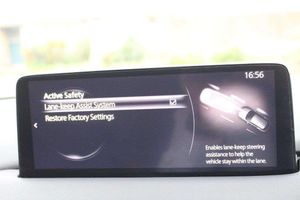 16:56
Active Safety
Lane-keep Assist System
Restore Factory Settings
Enables lane-keep steering
assistance to help the
vehicle stay within the lane.